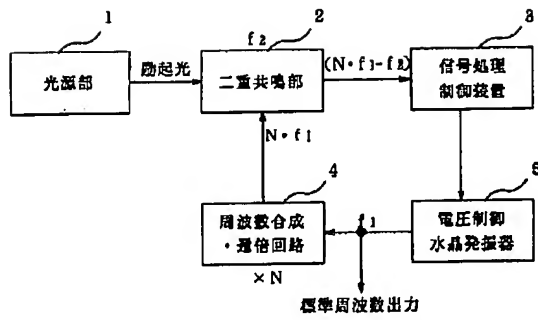 1
光源部
励起光
f2
2
二重共鳴部
(N・f1-f2)
3
信号処理
制御装置
N・f1
4
周波数合成
・逓倍回路
×N
f1
5
電圧制御
水晶発振器
標準周波数出力